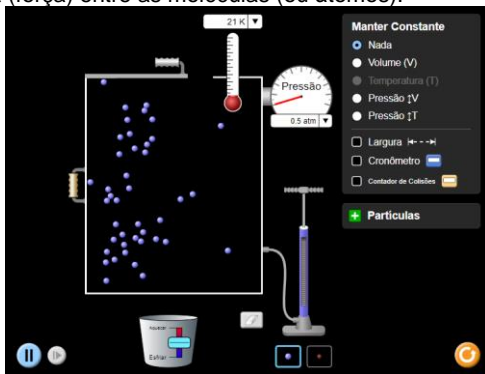 (força) entre as moléculas (ou átomos).
21 K
Manter Constante
Nada
Volume (V)
Temperatura (T)
Pressão ↕V
Pressão ↕T
Largura
Cronômetro
Contador de Colisões
Pressão
0.5 atm
Partículas
Aquecer
Esfriar